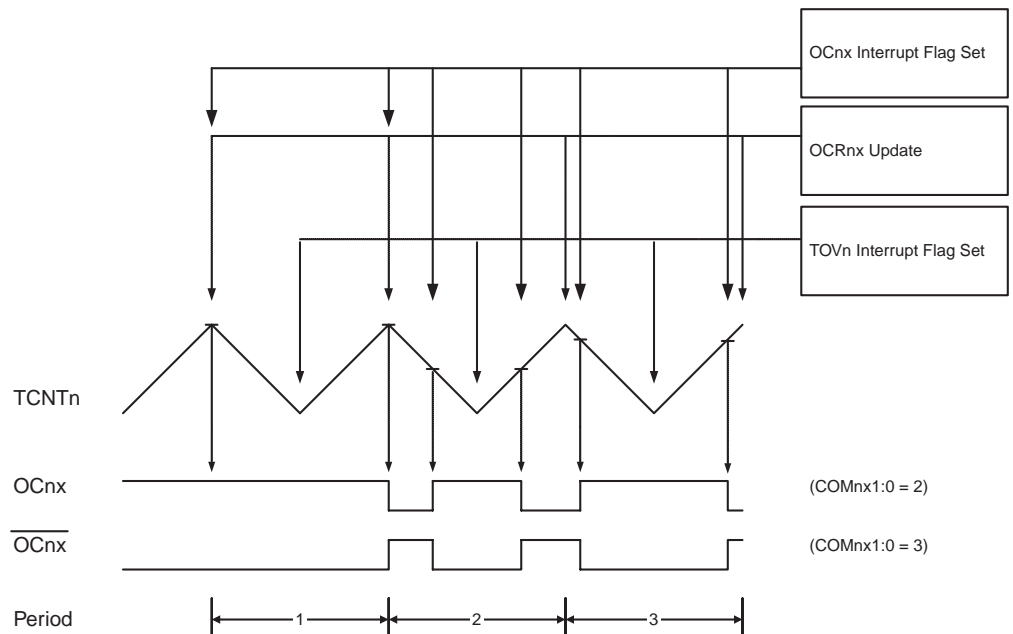 OCnx Interrupt Flag Set
OCRnx Update
TOVn Interrupt Flag Set
TCNTn
OCnx
(COMnx1:0 = 2)
OCnx
(COMnx1:0 = 3)
Period
1
2
3